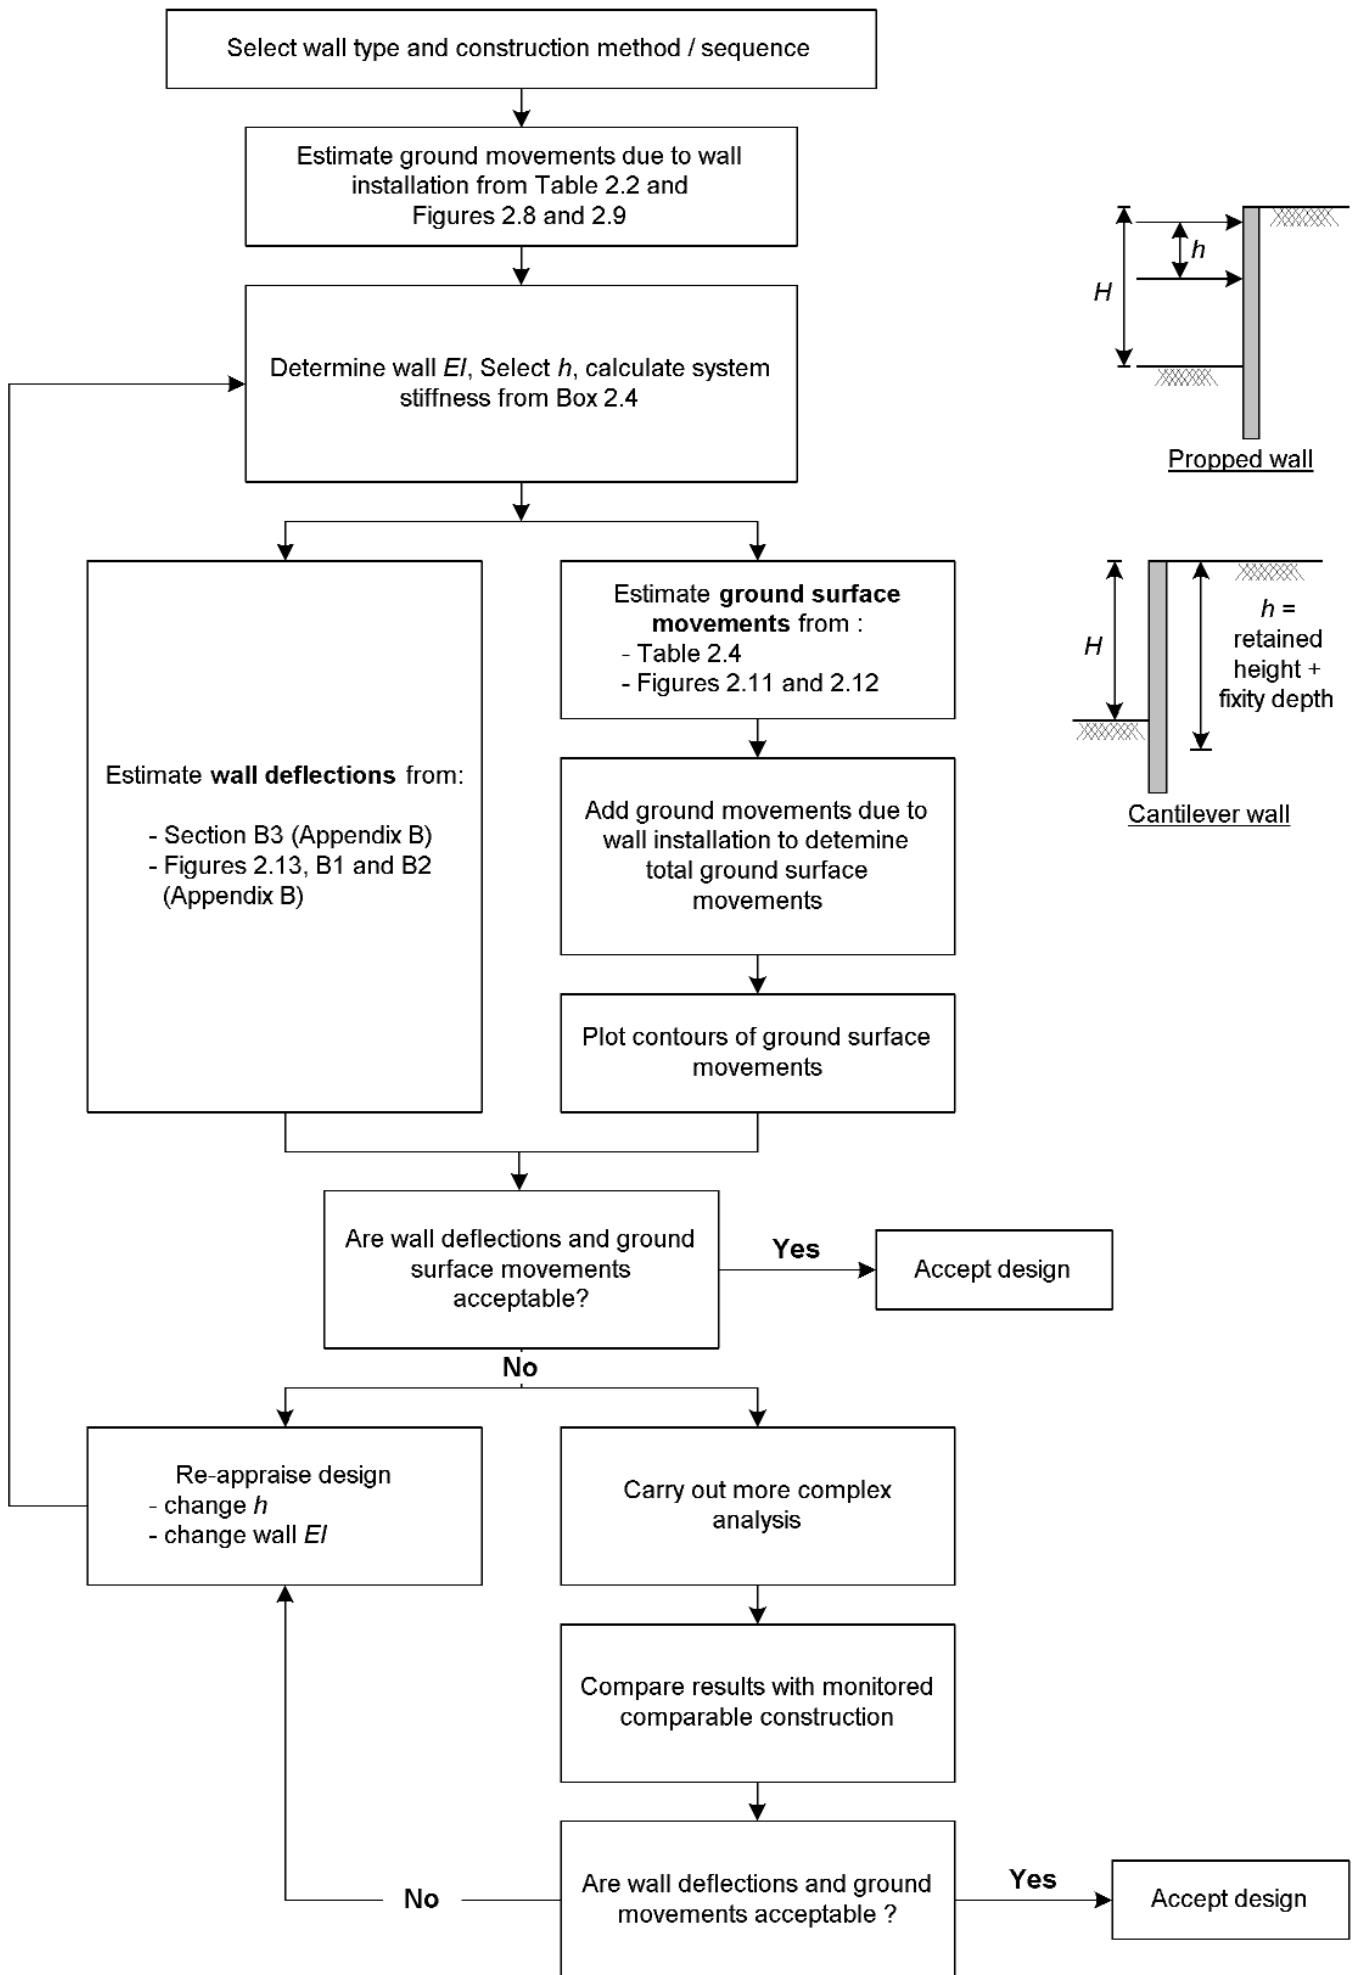 Select wall type and construction method / sequence
Estimate ground movements due to wall
installation from Table 2.2 and
Figures 2.8 and 2.9
Determine wall EI, Select h, calculate system
stiffness from Box 2.4
h
H
Propped wall
Estimate wall deflections from:
- Section B3 (Appendix B)
- Figures 2.13, B1 and B2
(Appendix B)
Estimate ground surface
movements from :
- Table 2.4
- Figures 2.11 and 2.12
Add ground movements due to
wall installation to detemine
total ground surface
movements
Plot contours of ground surface
movements
H
h =
retained
height +
fixity depth
Cantilever wall
Are wall deflections and ground
surface movements
acceptable?
Yes
Accept design
No
Re-appraise design
- change h
- change wall EI
Carry out more complex
analysis
Compare results with monitored
comparable construction
Are wall deflections and ground
movements acceptable ?
No
Yes
Accept design